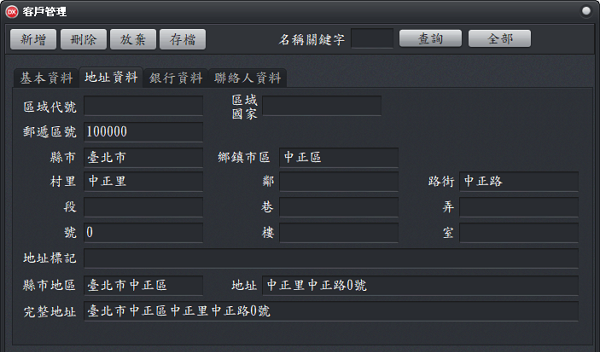 DX 客戶管理
新增 刪除 放棄 存檔 名稱關鍵字 查詢 全部
基本資料 地址資料 銀行資料 聯絡人資料
區域代號 區域國家
郵遞區號 100000
縣市 臺北市 鄉鎮市區 中正區
村里 中正里 鄰 路街 中正路
段 巷 弄
號 0 樓 室
地址標記
縣市地區 臺北市中正區 地址 中正里中正路0號
完整地址 臺北市中正區中正里中正路0號